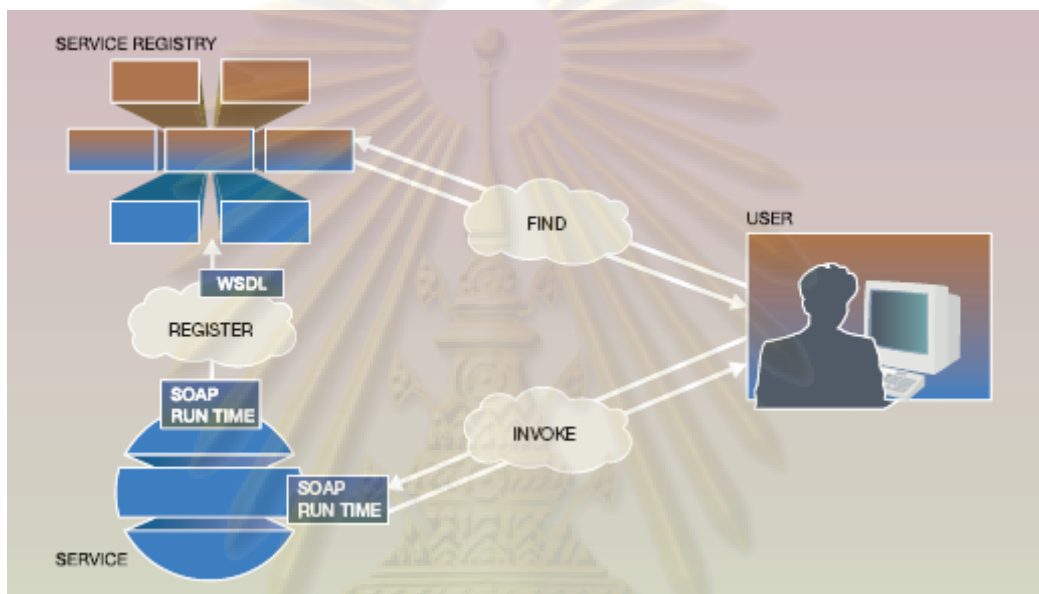 SERVICE REGISTRY
FIND
USER
WSDL
REGISTER
SOAP
RUN TIME
INVOKE
SOAP
RUN TIME
SERVICE